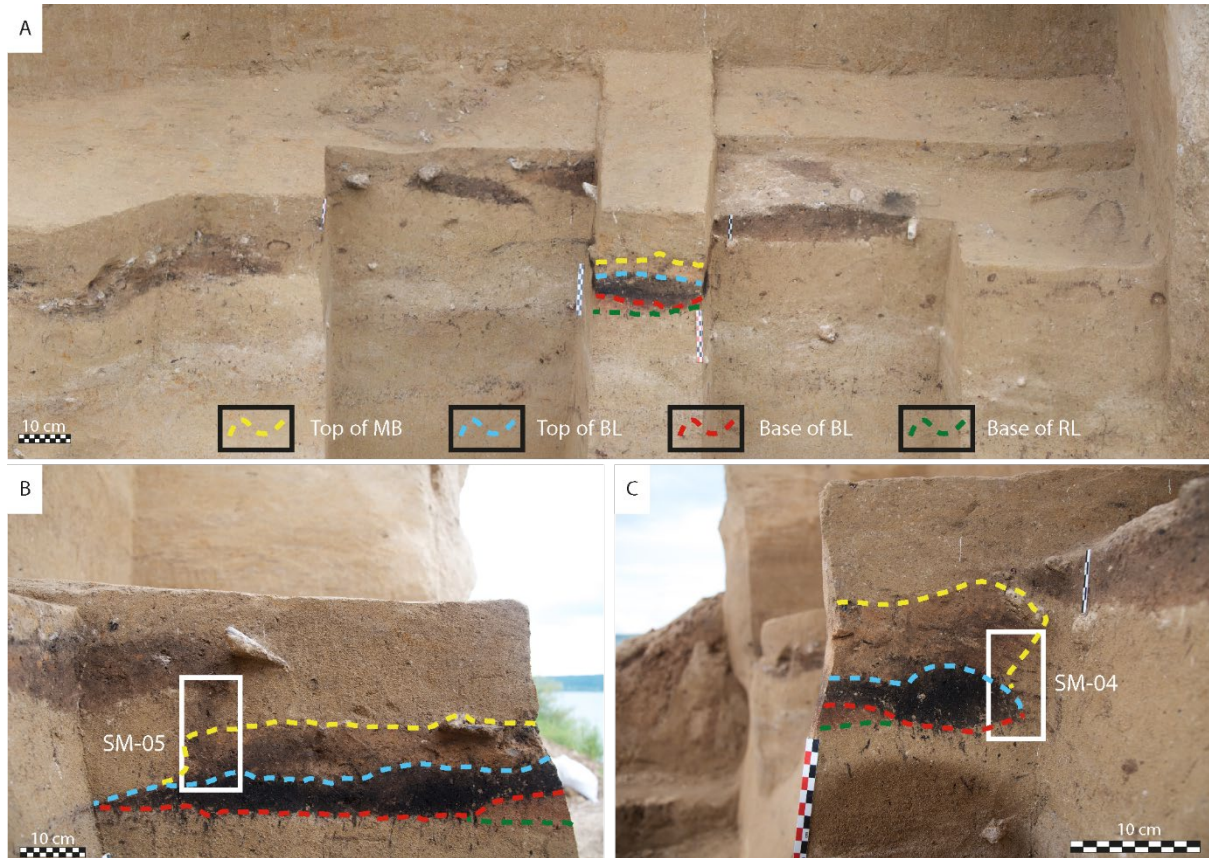 A
10 cm
Top of MB
Top of BL
Base of BL
Base of RL
B
SM-05
10 cm
C
SM-04
10 cm